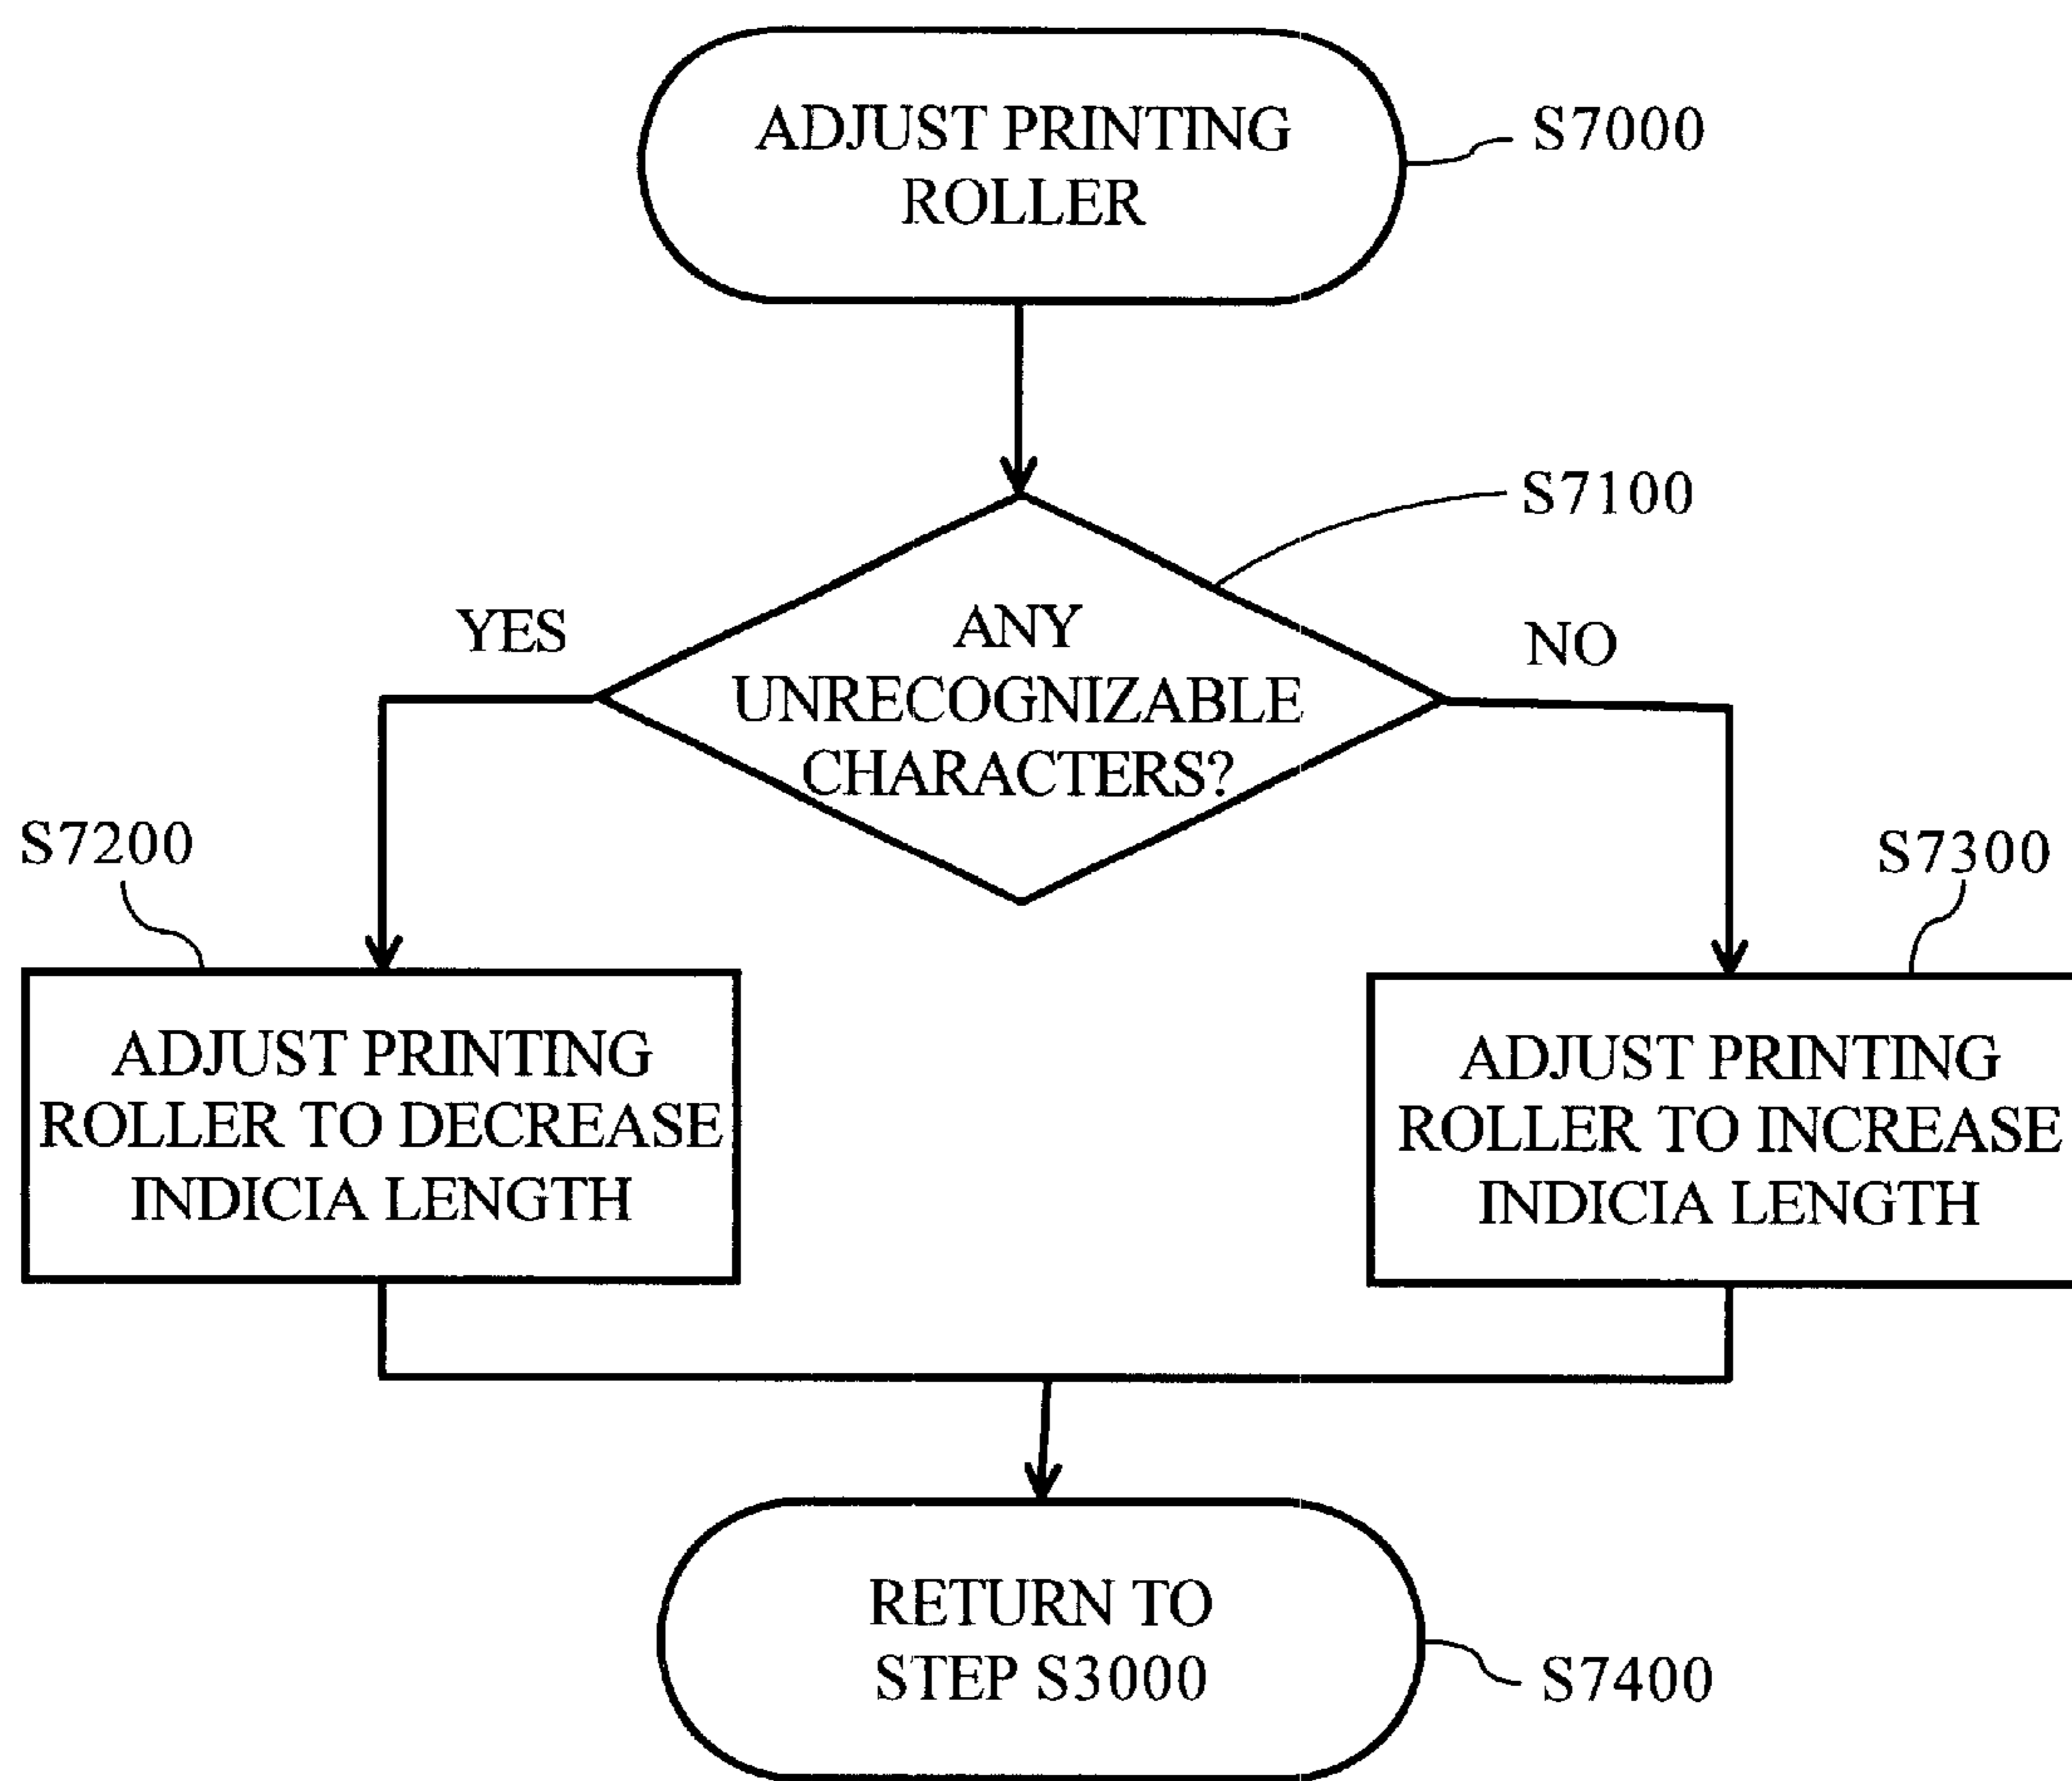 ADJUST PRINTING
ROLLER
S7000
S7100
YES
ANY
UNRECOGNIZABLE
CHARACTERS?
NO
S7200
S7300
ADJUST PRINTING
ROLLER TO DECREASE
INDICIA LENGTH
ADJUST PRINTING
ROLLER TO INCREASE
INDICIA LENGTH
RETURN TO
STEP S3000
S7400